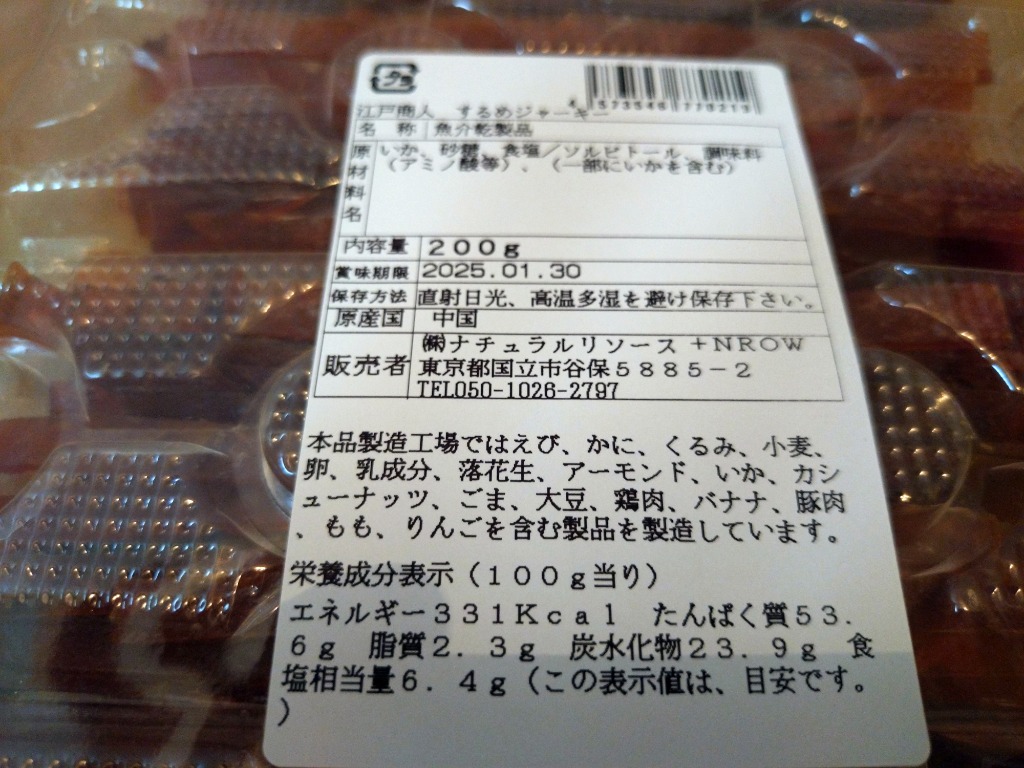 プラ
4 573546 770213
江戸商人 するめジャーキー
名称 魚介乾製品
原材料名 いか、砂糖、食塩／ソルビトール、調味料
（アミノ酸等）、（一部にいかを含む）
内容量 200g
賞味期限 2025.01.30
保存方法 直射日光、高温多湿を避け保存下さい。
原産国 中国
販売者 ㈱ナチュラルリソース +NROW
東京都国立市谷保5885-2
TEL050-1026-2797
本品製造工場ではえび、かに、くるみ、小麦、
卵、乳成分、落花生、アーモンド、いか、カシ
ューナッツ、ごま、大豆、鶏肉、バナナ、豚肉
、もも、りんごを含む製品を製造しています。
栄養成分表示（100g当り）
エネルギー331Kcal たんぱく質53.
6g 脂質2.3g 炭水化物23.9g 食
塩相当量6.4g（この表示値は、目安です。
）